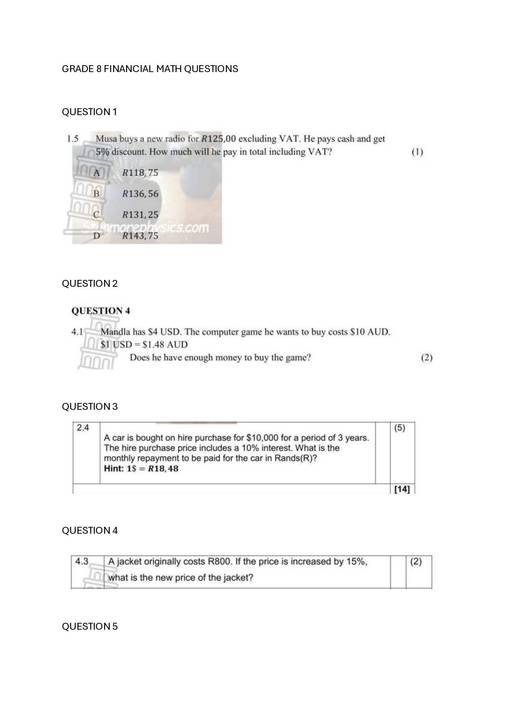 GRADE 8 FINANCIAL MATH QUESTIONS
QUESTION 1
1.5 Musa buys a new radio for R125,00 excluding VAT. He pays cash and get
5% discount. How much will he pay in total including VAT? (1)
A R118,75
B R136,56
C R131,25
D R143,75
morephysics.com
QUESTION 2
QUESTION 4
4.1 Mandla has $4 USD. The computer game he wants to buy costs $10 AUD.
$1 USD = $1.48 AUD
Does he have enough money to buy the game? (2)
QUESTION 3
2.4 (5)
A car is bought on hire purchase for $10,000 for a period of 3 years.
The hire purchase price includes a 10% interest. What is the
monthly repayment to be paid for the car in Rands(R)?
Hint: 1$ = R18,48
[14]
QUESTION 4
4.3 A jacket originally costs R800. If the price is increased by 15%, (2)
what is the new price of the jacket?
QUESTION 5